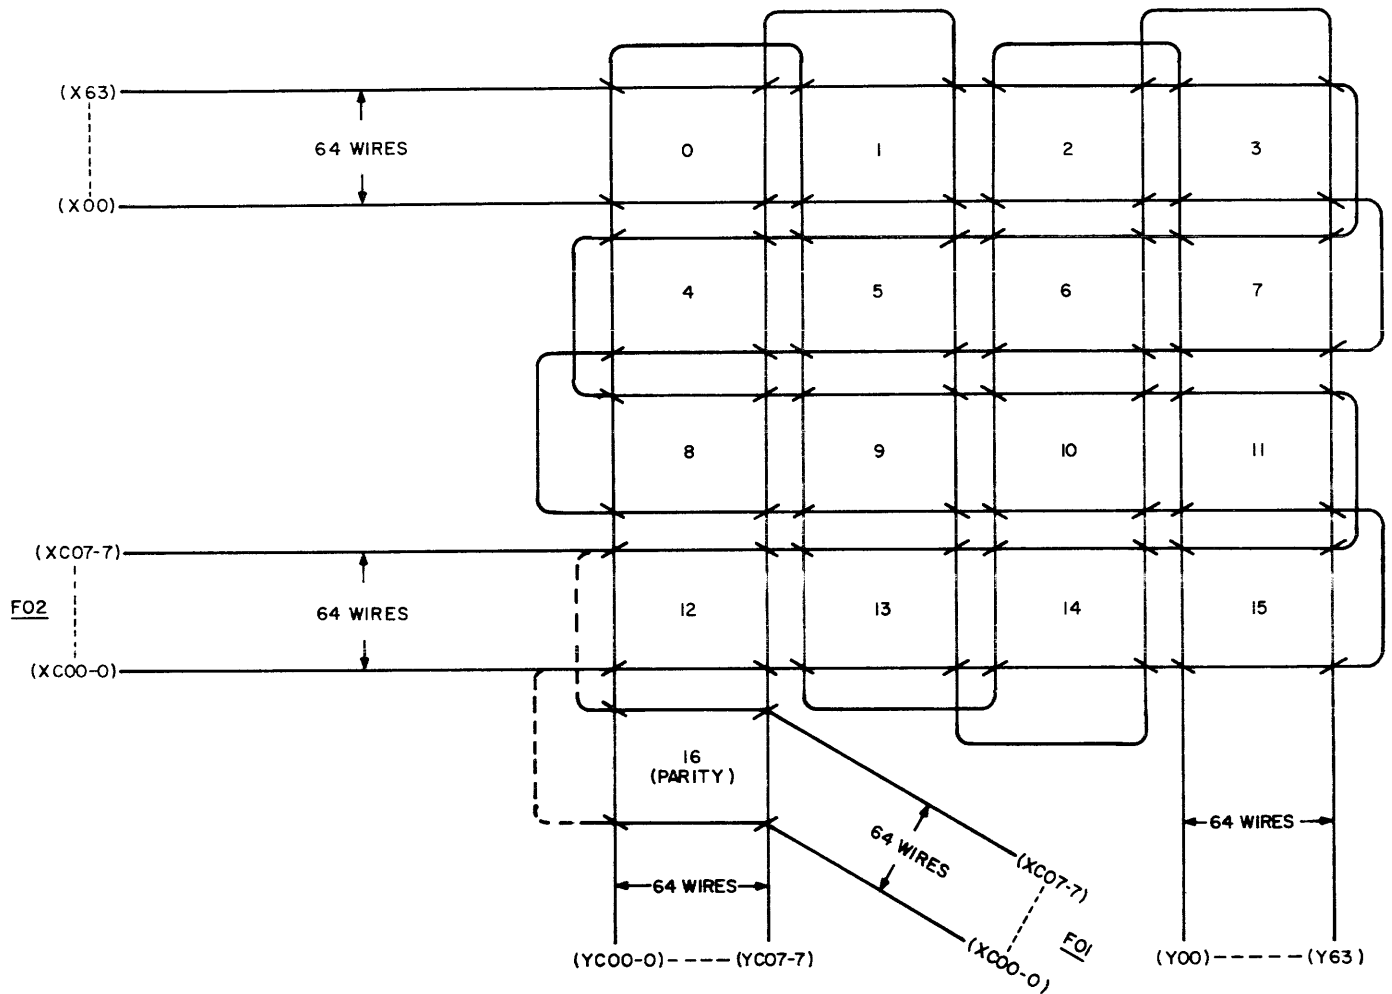 (X63)
64 WIRES
(X00)
0
1
2
3
4
5
6
7
8
9
10
11
(XC07-7)
F02
64 WIRES
(XC00-0)
12
13
14
15
16
(PARITY)
64 WIRES
64 WIRES
64 WIRES
(XC07-7)
F01
(XC00-0)
(YC00-0)----(YC07-7)
(Y00)-----(Y63)